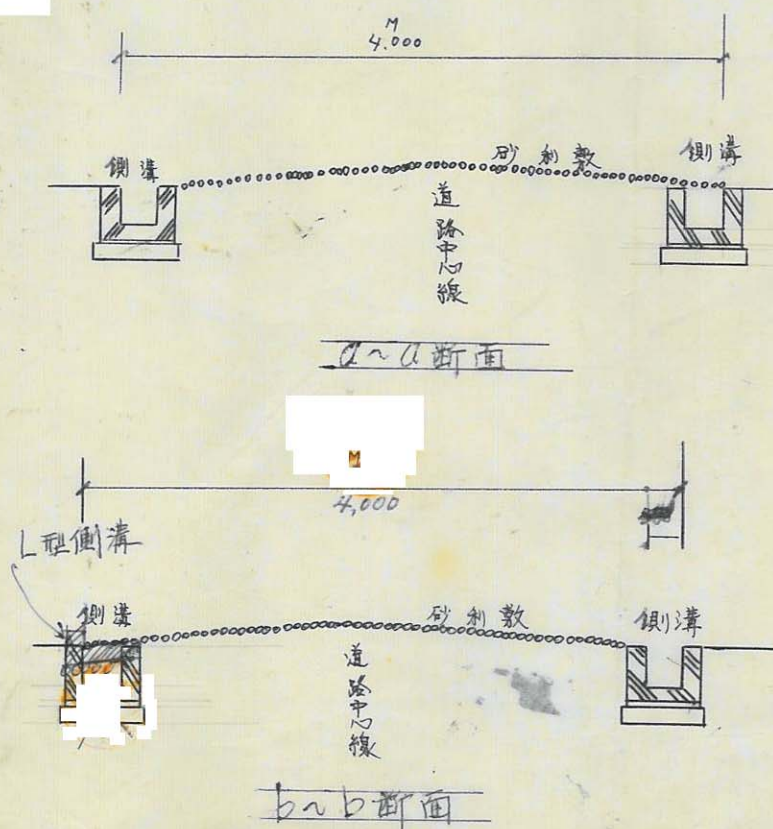 M
4.000
側溝
砂利敷
側溝
道路中心線
a~a断面
M
4,000
L型側溝
側溝
砂利敷
側溝
道路中心線
b~b断面